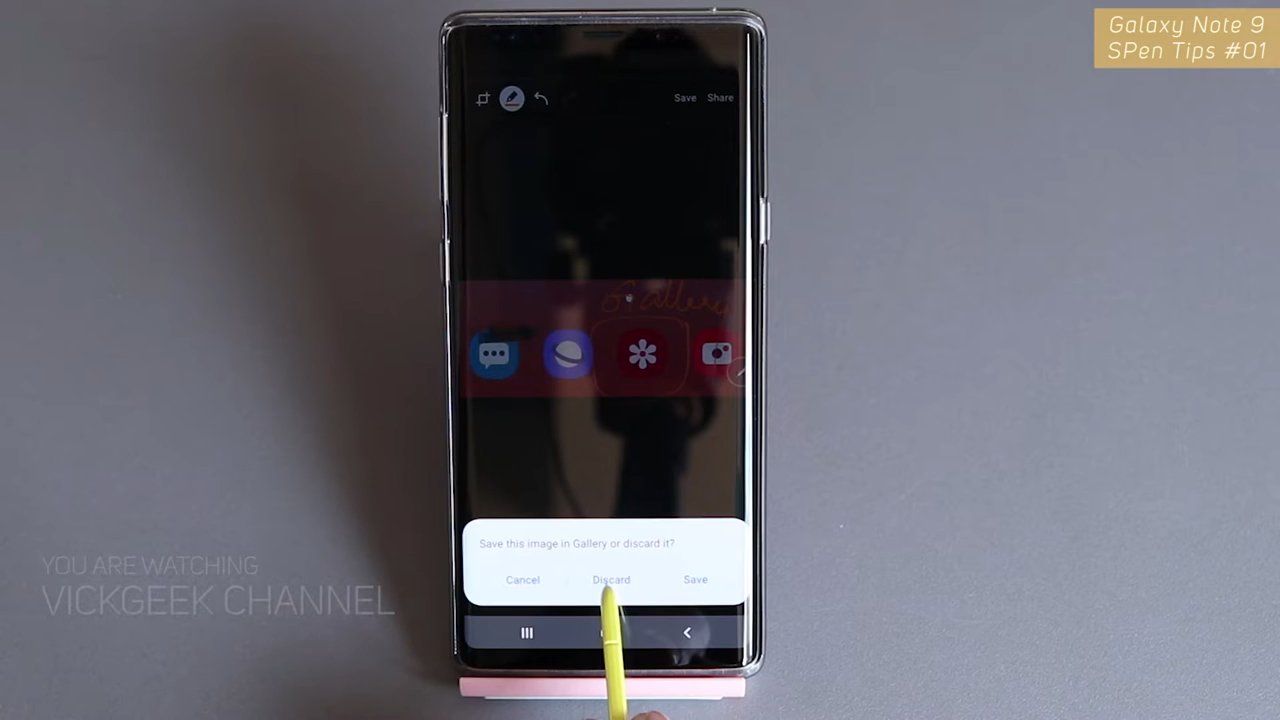 Galaxy Note 9
SPen Tips #01
Save Share
Gallery
Save this image in Gallery or discard it?
Cancel Discard Save
YOU ARE WATCHING
VICKGEEK CHANNEL